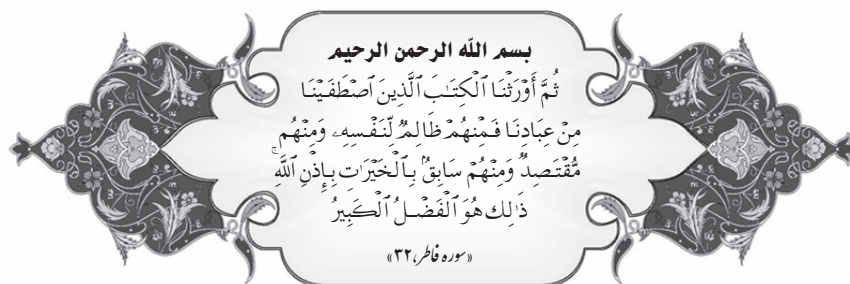 بسم الله الرحمن الرحيم
ثُمَّ أَوْرَثْنَا ٱلْكِتَٰبَ ٱلَّذِينَ ٱصْطَفَيْنَا
مِنْ عِبَادِنَا فَمِنْهُمْ ظَالِمٌ لِّنَفْسِهِۦ وَمِنْهُم
مُّقْتَصِدٌ وَمِنْهُمْ سَابِقٌۢ بِٱلْخَيْرَٰتِ بِإِذْنِ ٱللَّهِۚ
ذَٰلِكَ هُوَ ٱلْفَضْلُ ٱلْكَبِيرُ
«سوره فاطر، ۳۲»